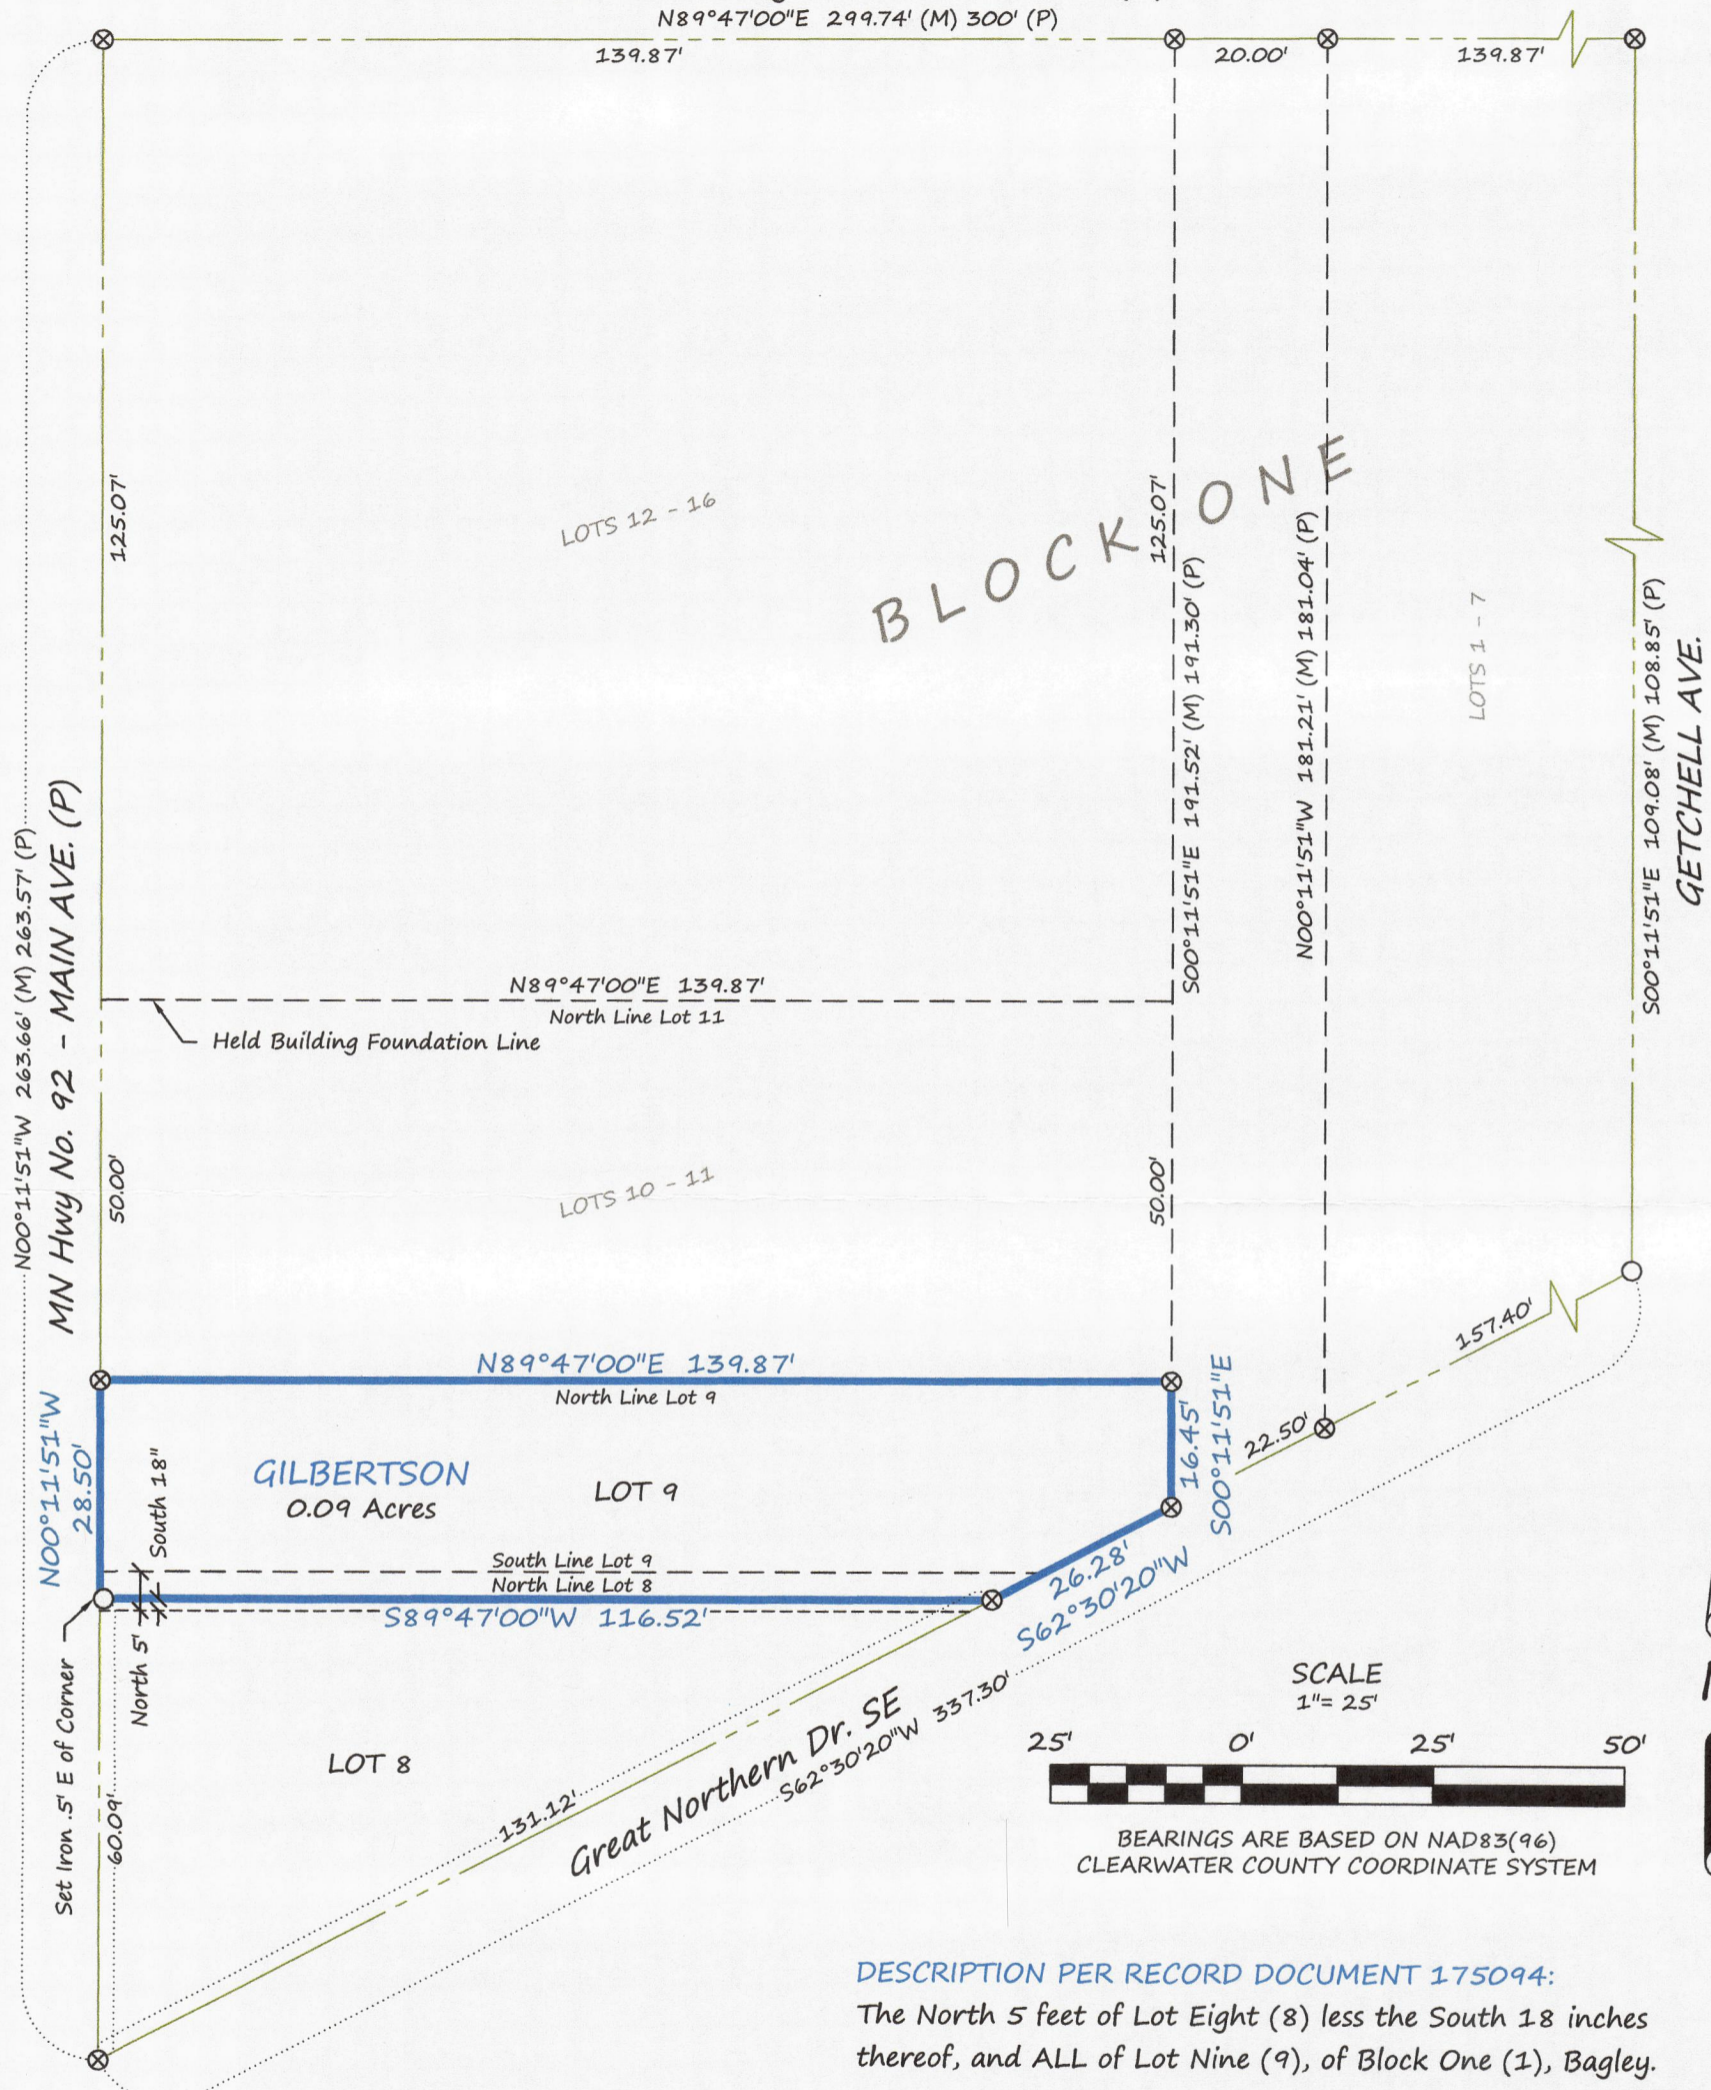 N89°47'00"E 299.74' (M) 300' (P)
139.87'
20.00'
139.87'
125.07'
LOTS 12 - 16
BLOCK ONE
125.07'
S00°11'51"E 191.52' (M) 191.30' (P)
N00°11'51"W 181.21' (M) 181.04' (P)
LOTS 1 - 7
S00°11'51"E 109.08' (M) 108.85' (P)
GETCHELL AVE.
N00°11'51"W 263.66' (M) 263.57' (P)
MN Hwy No. 92 - MAIN AVE. (P)
N89°47'00"E 139.87'
North Line Lot 11
Held Building Foundation Line
50.00'
LOTS 10 - 11
50.00'
157.40'
22.50'
N89°47'00"E 139.87'
North Line Lot 9
N00°11'51"W
28.50'
South 18"
GILBERTSON
0.09 Acres
LOT 9
16.45'
S00°11'51"E
South Line Lot 9
North Line Lot 8
S89°47'00"W 116.52'
26.28'
S62°30'20"W
North 5'
Set Iron .5' E of Corner
60.09'
LOT 8
131.12'
Great Northern Dr. SE
S62°30'20"W 337.30'
SCALE
1"= 25'
25' 0' 25' 50'
BEARINGS ARE BASED ON NAD83(96)
CLEARWATER COUNTY COORDINATE SYSTEM
DESCRIPTION PER RECORD DOCUMENT 175094:
The North 5 feet of Lot Eight (8) less the South 18 inches
thereof, and ALL of Lot Nine (9), of Block One (1), Bagley.